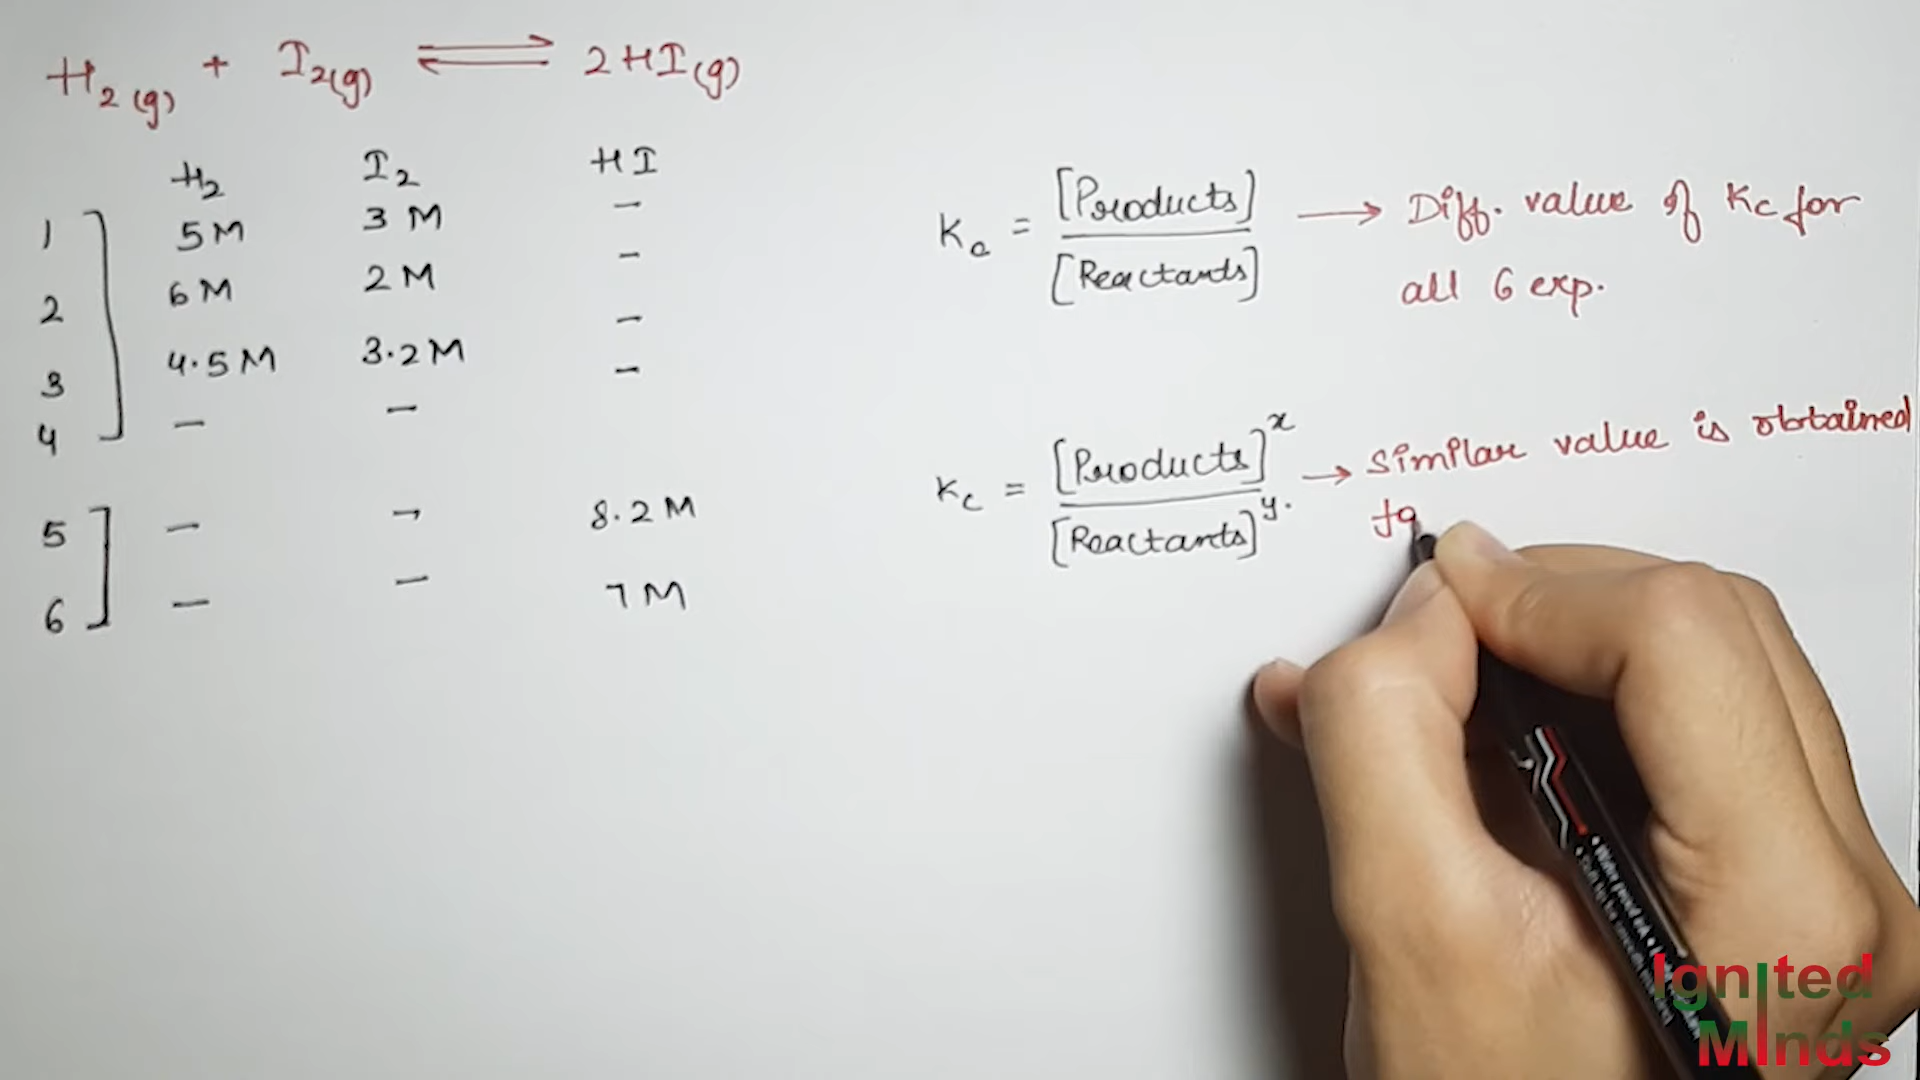 H2(g) + I2(g) ⇌ 2HI(g)
H2 I2 HI
1 5M 3M -
2 6M 2M -
3 4.5M 3.2M -
4 - - -
5 - - 8.2M
6 - - 7M
Kc = [Products] / [Reactants] → Diff. value of Kc for
all 6 exp.
Kc = [Products]^x / [Reactants]^y. → Similar value is obtained
fo
Ignited
Minds